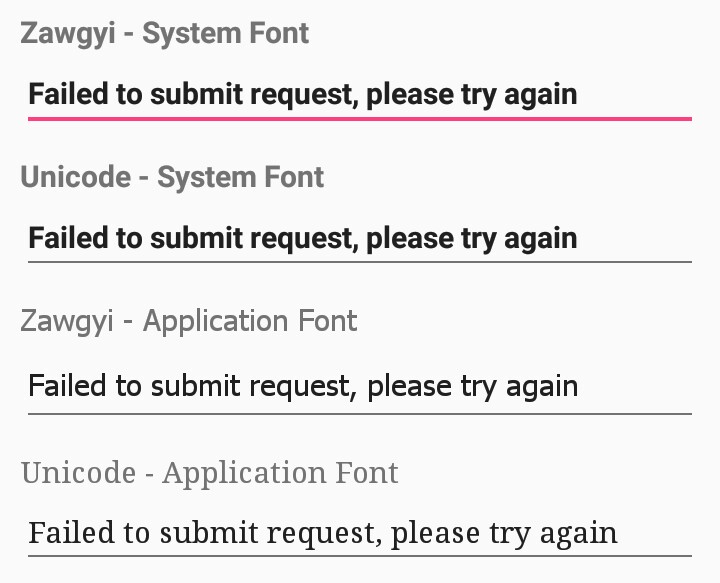 Zawgyi - System Font
Failed to submit request, please try again
Unicode - System Font
Failed to submit request, please try again
Zawgyi - Application Font
Failed to submit request, please try again
Unicode - Application Font
Failed to submit request, please try again